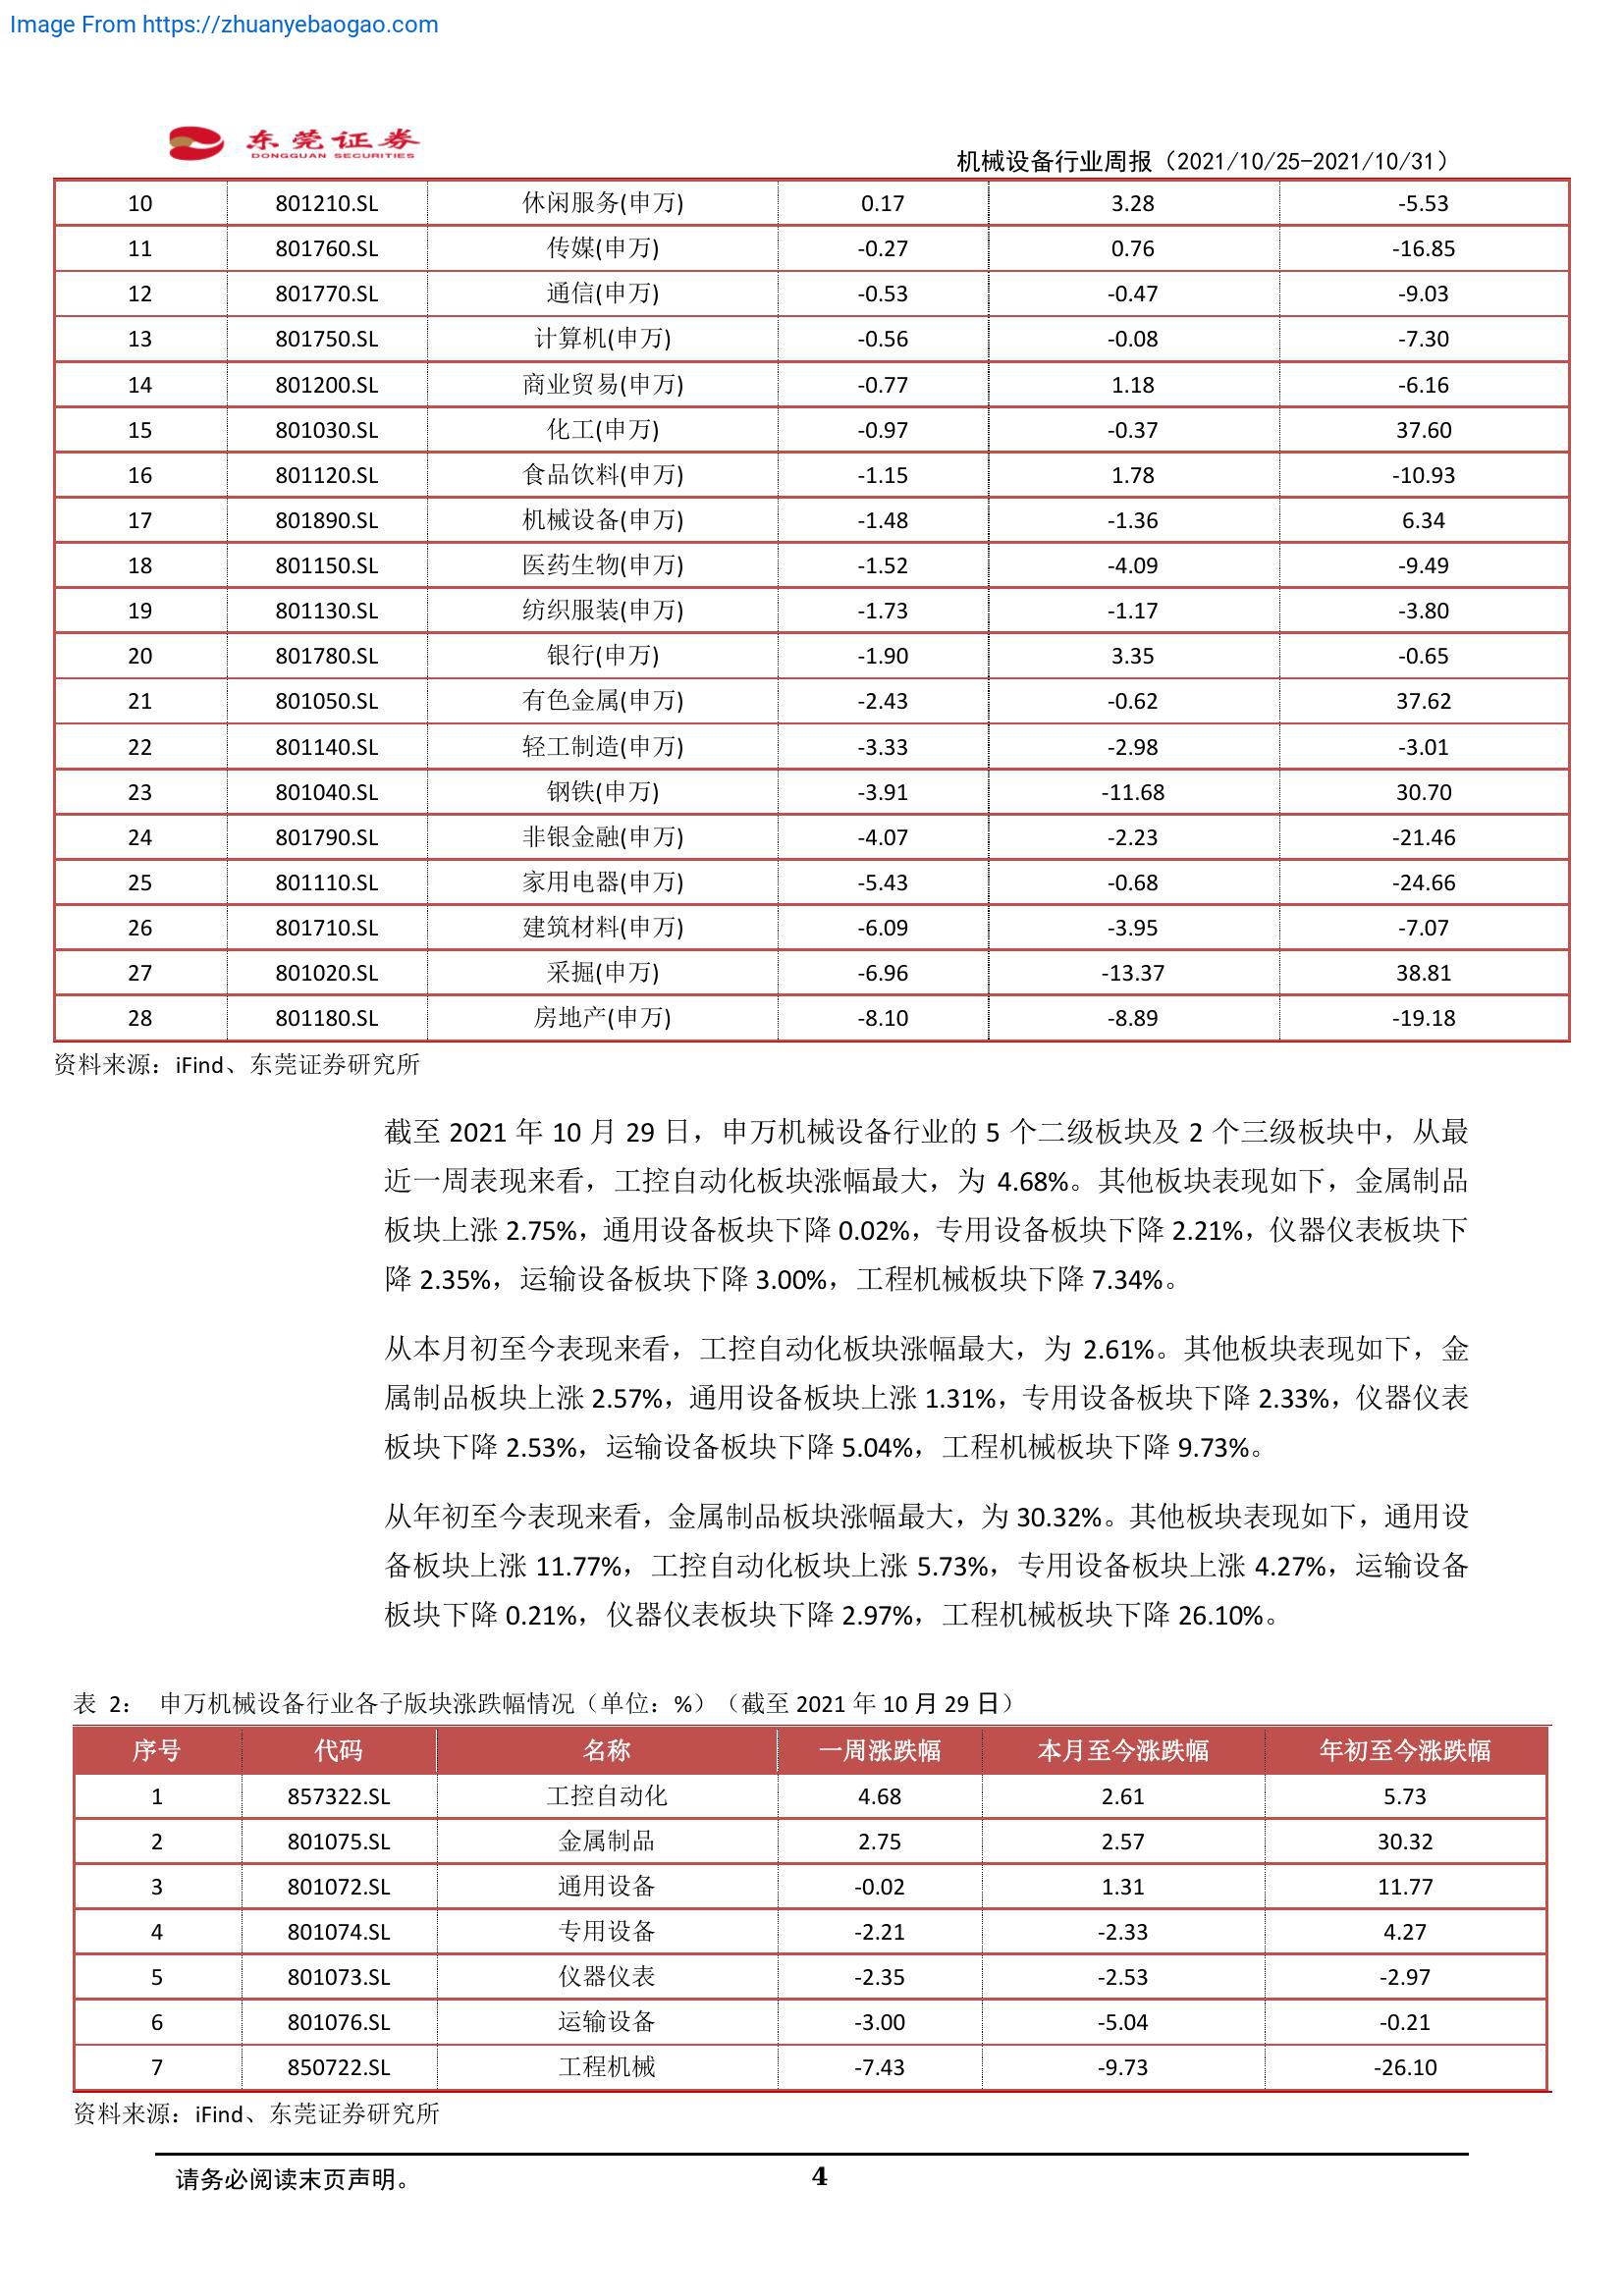 Image From https://zhuanyebaogao.com
东莞证券
DONGGUAN SECURITIES
机械设备行业周报（2021/10/25-2021/10/31）
10 801210.SL 休闲服务(申万) 0.17 3.28 -5.53
11 801760.SL 传媒(申万) -0.27 0.76 -16.85
12 801770.SL 通信(申万) -0.53 -0.47 -9.03
13 801750.SL 计算机(申万) -0.56 -0.08 -7.30
14 801200.SL 商业贸易(申万) -0.77 1.18 -6.16
15 801030.SL 化工(申万) -0.97 -0.37 37.60
16 801120.SL 食品饮料(申万) -1.15 1.78 -10.93
17 801890.SL 机械设备(申万) -1.48 -1.36 6.34
18 801150.SL 医药生物(申万) -1.52 -4.09 -9.49
19 801130.SL 纺织服装(申万) -1.73 -1.17 -3.80
20 801780.SL 银行(申万) -1.90 3.35 -0.65
21 801050.SL 有色金属(申万) -2.43 -0.62 37.62
22 801140.SL 轻工制造(申万) -3.33 -2.98 -3.01
23 801040.SL 钢铁(申万) -3.91 -11.68 30.70
24 801790.SL 非银金融(申万) -4.07 -2.23 -21.46
25 801110.SL 家用电器(申万) -5.43 -0.68 -24.66
26 801710.SL 建筑材料(申万) -6.09 -3.95 -7.07
27 801020.SL 采掘(申万) -6.96 -13.37 38.81
28 801180.SL 房地产(申万) -8.10 -8.89 -19.18
资料来源：iFind、东莞证券研究所
截至 2021 年 10 月 29 日，申万机械设备行业的 5 个二级板块及 2 个三级板块中，从最
近一周表现来看，工控自动化板块涨幅最大，为 4.68%。其他板块表现如下，金属制品
板块上涨 2.75%，通用设备板块下降 0.02%，专用设备板块下降 2.21%，仪器仪表板块下
降 2.35%，运输设备板块下降 3.00%，工程机械板块下降 7.34%。
从本月初至今表现来看，工控自动化板块涨幅最大，为 2.61%。其他板块表现如下，金
属制品板块上涨 2.57%，通用设备板块上涨 1.31%，专用设备板块下降 2.33%，仪器仪表
板块下降 2.53%，运输设备板块下降 5.04%，工程机械板块下降 9.73%。
从年初至今表现来看，金属制品板块涨幅最大，为 30.32%。其他板块表现如下，通用设
备板块上涨 11.77%，工控自动化板块上涨 5.73%，专用设备板块上涨 4.27%，运输设备
板块下降 0.21%，仪器仪表板块下降 2.97%，工程机械板块下降 26.10%。
表 2： 申万机械设备行业各子版块涨跌幅情况（单位：%）（截至 2021 年 10 月 29 日）
序号 代码 名称 一周涨跌幅 本月至今涨跌幅 年初至今涨跌幅
1 857322.SL 工控自动化 4.68 2.61 5.73
2 801075.SL 金属制品 2.75 2.57 30.32
3 801072.SL 通用设备 -0.02 1.31 11.77
4 801074.SL 专用设备 -2.21 -2.33 4.27
5 801073.SL 仪器仪表 -2.35 -2.53 -2.97
6 801076.SL 运输设备 -3.00 -5.04 -0.21
7 850722.SL 工程机械 -7.43 -9.73 -26.10
资料来源：iFind、东莞证券研究所
请务必阅读末页声明。 4